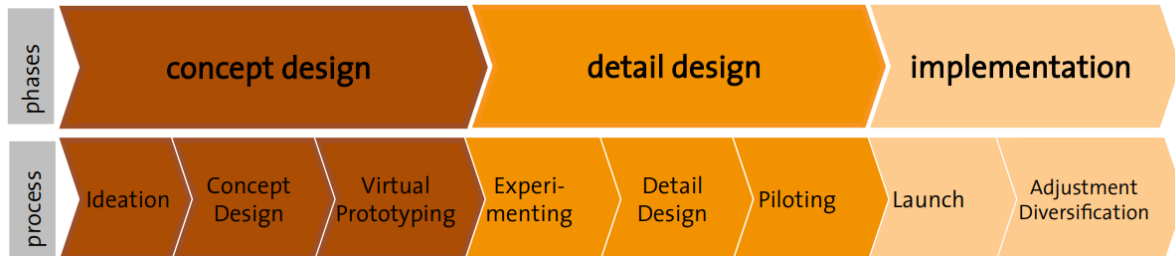 phases
concept design
detail design
implementation
process
Ideation
Concept
Design
Virtual
Prototyping
Experi-
menting
Detail
Design
Piloting
Launch
Adjustment
Diversification